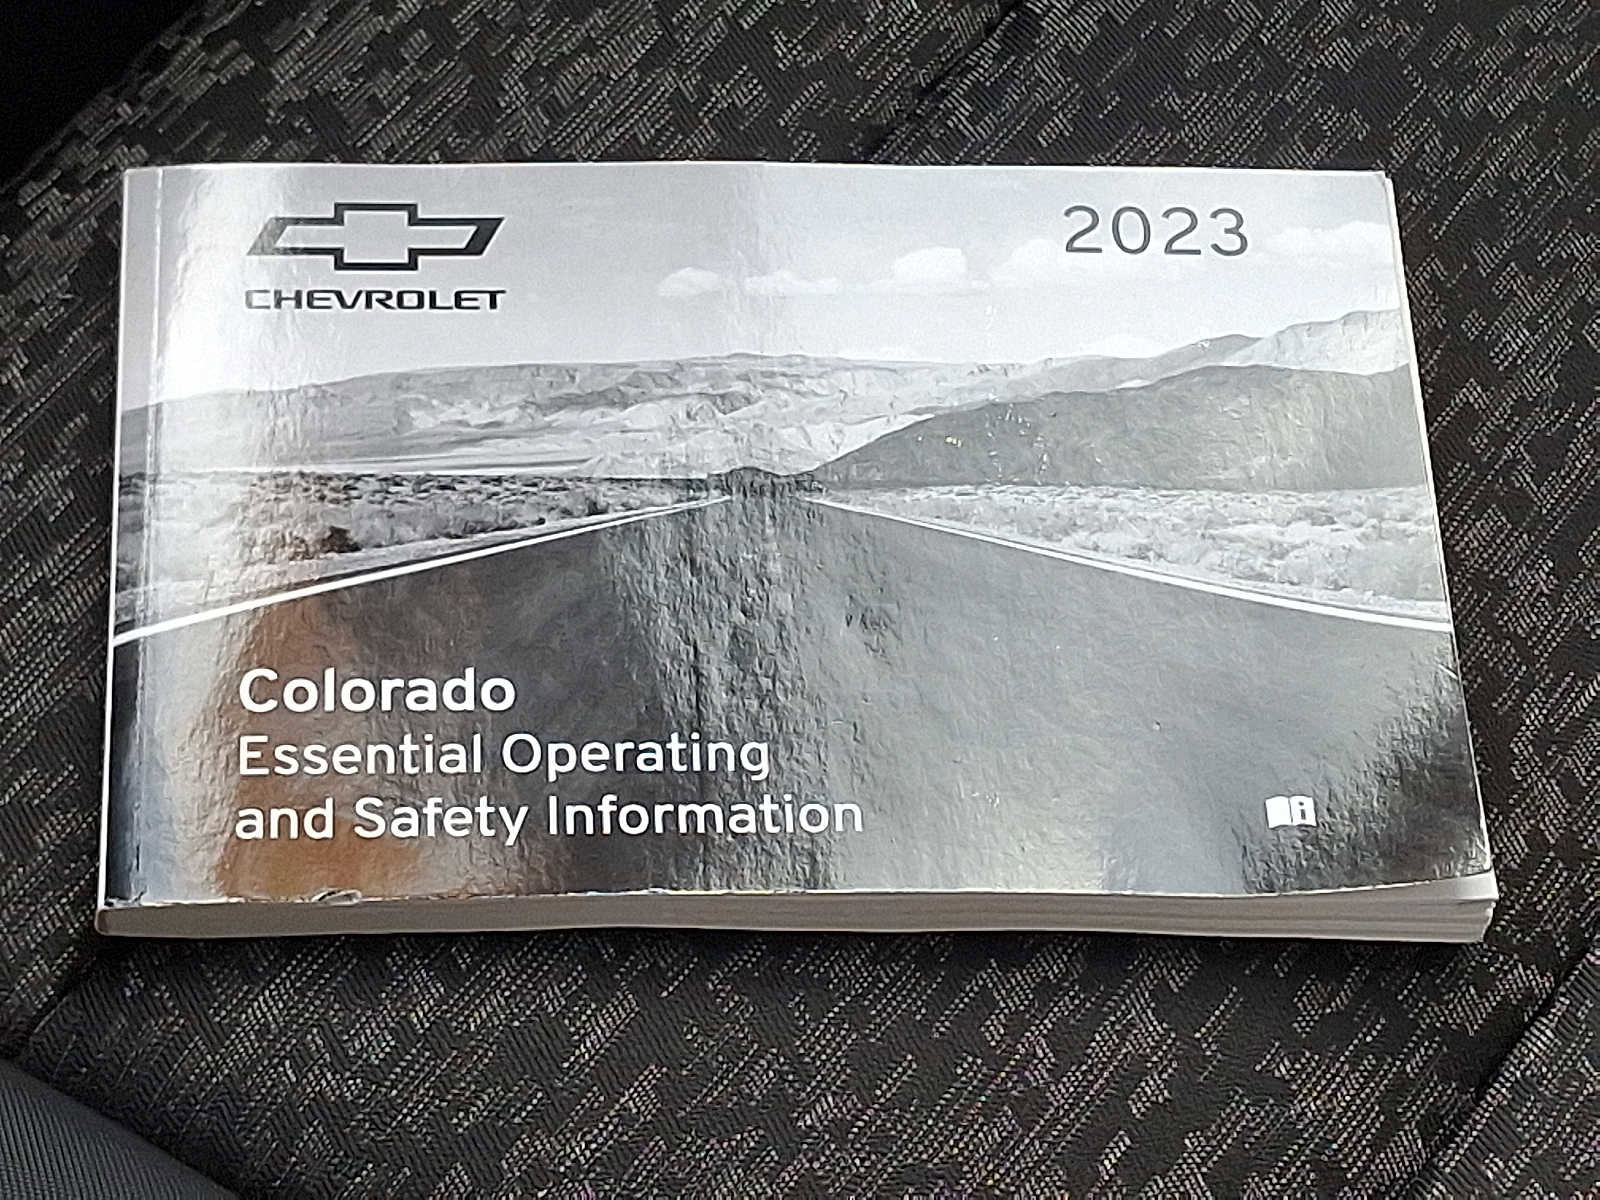 CHEVROLET
2023
Colorado
Essential Operating
and Safety Information